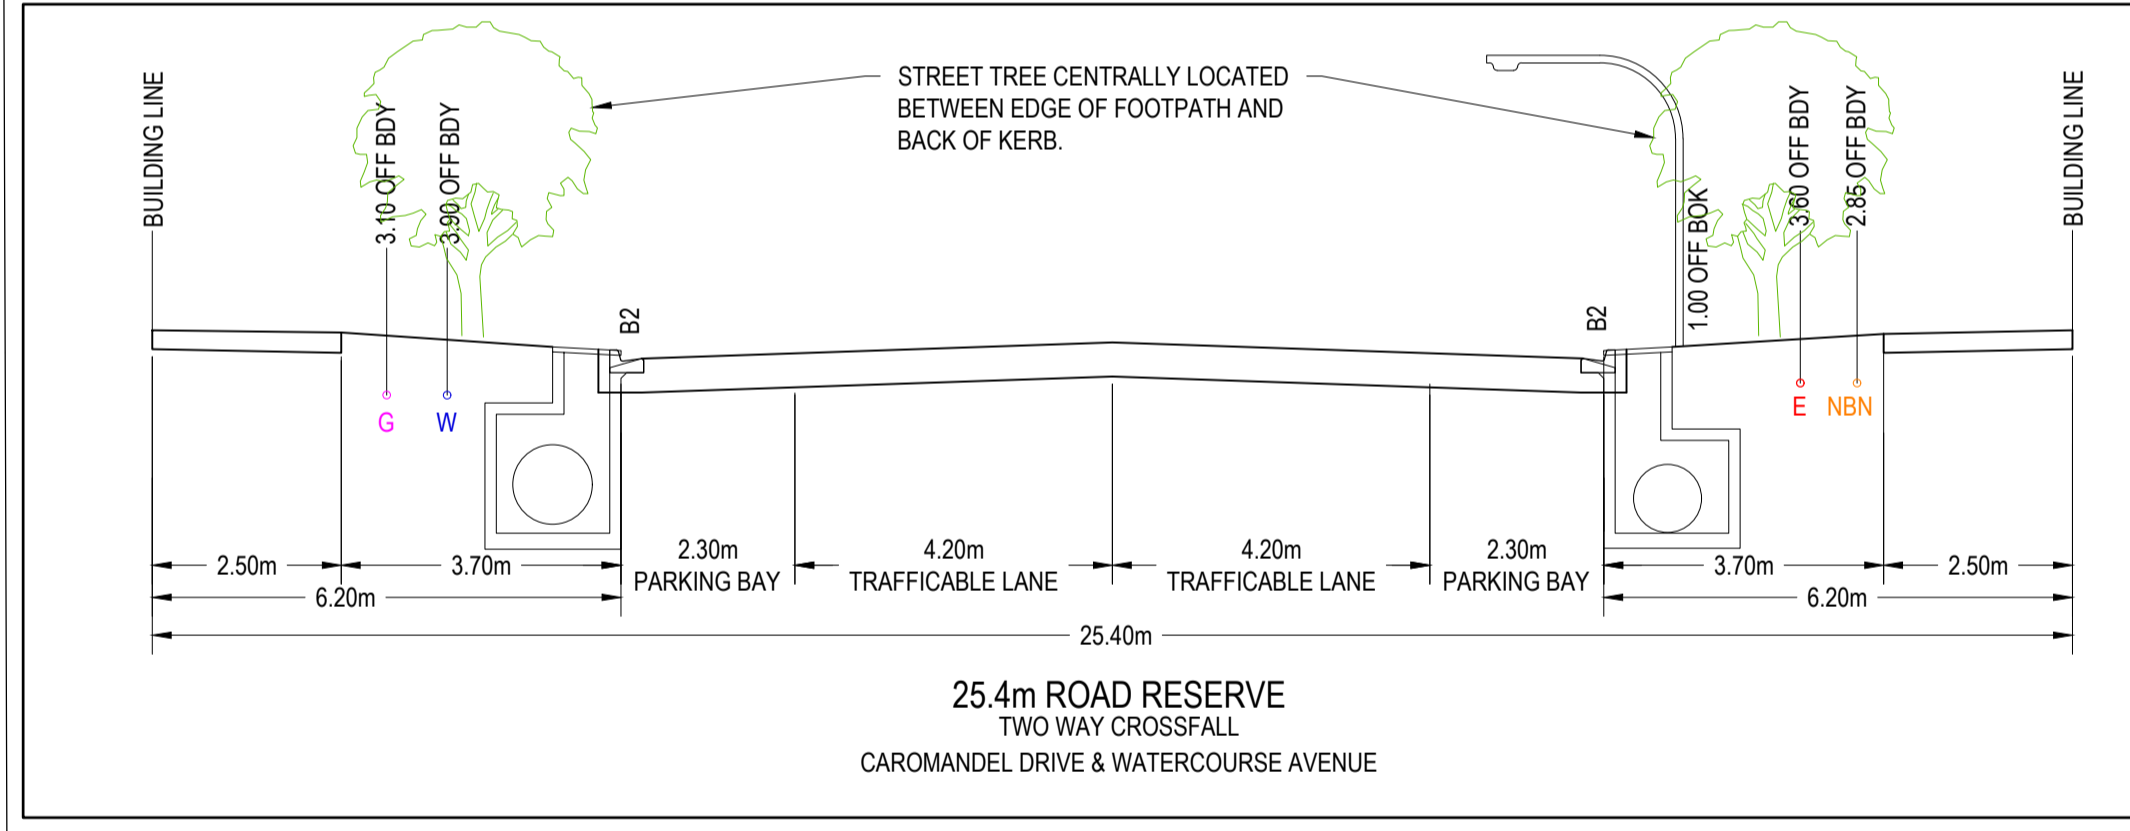 BUILDING LINE
3.10 OFF BDY
3.90 OFF BDY
STREET TREE CENTRALLY LOCATED
BETWEEN EDGE OF FOOTPATH AND
BACK OF KERB.
1.00 OFF BOK
3.60 OFF BDY
2.85 OFF BDY
BUILDING LINE
B2
B2
G
W
E
NBN
2.50m
3.70m
2.30m
PARKING BAY
4.20m
TRAFFICABLE LANE
4.20m
TRAFFICABLE LANE
2.30m
PARKING BAY
3.70m
2.50m
6.20m
6.20m
25.40m
25.4m ROAD RESERVE
TWO WAY CROSSFALL
CAROMANDEL DRIVE & WATERCOURSE AVENUE